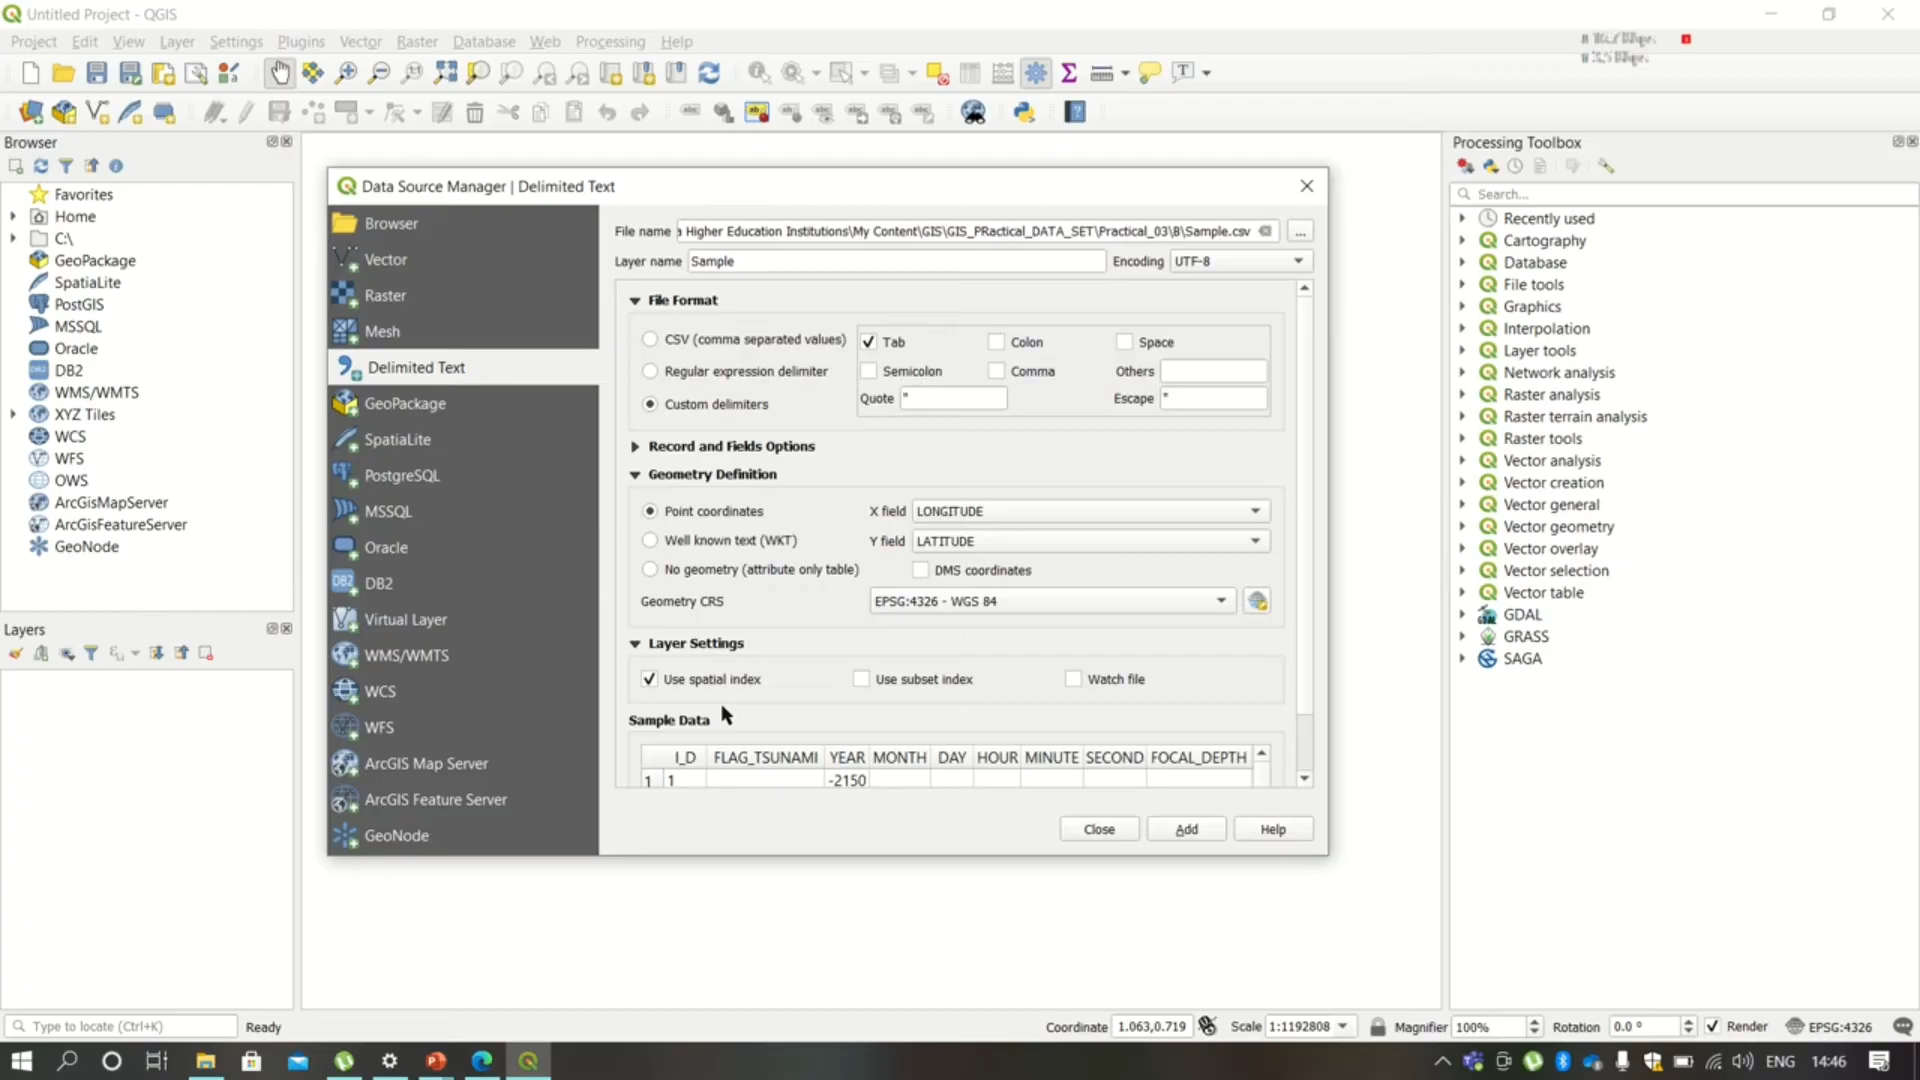 Untitled Project - QGIS
Project Edit View Layer Settings Plugins Vector Raster Database Web Processing Help
Browser
Favorites
Home
C:\
GeoPackage
SpatiaLite
PostGIS
MSSQL
Oracle
DB2
WMS/WMTS
XYZ Tiles
WCS
WFS
OWS
ArcGisMapServer
ArcGisFeatureServer
GeoNode
Layers
Data Source Manager | Delimited Text
Browser
Vector
Raster
Mesh
Delimited Text
GeoPackage
SpatiaLite
PostgreSQL
MSSQL
Oracle
DB2
Virtual Layer
WMS/WMTS
WCS
WFS
ArcGIS Map Server
ArcGIS Feature Server
GeoNode
File name Higher Education Institutions\My Content\GIS\GIS_PRactical_DATA_SET\Practical_03\8\Sample.csv ...
Layer name Sample Encoding UTF-8
File Format
CSV (comma separated values) Tab Colon Space
Regular expression delimiter Semicolon Comma Others
Custom delimiters Quote " Escape "
Record and Fields Options
Geometry Definition
Point coordinates X field LONGITUDE
Well known text (WKT) Y field LATITUDE
No geometry (attribute only table) DMS coordinates
Geometry CRS EPSG:4326 - WGS 84
Layer Settings
Use spatial index Use subset index Watch file
Sample Data
I_D FLAG_TSUNAMI YEAR MONTH DAY HOUR MINUTE SECOND FOCAL_DEPTH
1 1 -2150
Close Add Help
Processing Toolbox
Search...
Recently used
Cartography
Database
File tools
Graphics
Interpolation
Layer tools
Network analysis
Raster analysis
Raster terrain analysis
Raster tools
Vector analysis
Vector creation
Vector general
Vector geometry
Vector overlay
Vector selection
Vector table
GDAL
GRASS
SAGA
Type to locate (Ctrl+K) Ready Coordinate 1.063,0.719 Scale 1:1192808 Magnifier 100% Rotation 0.0 ° Render EPSG:4326
ENG 14:46